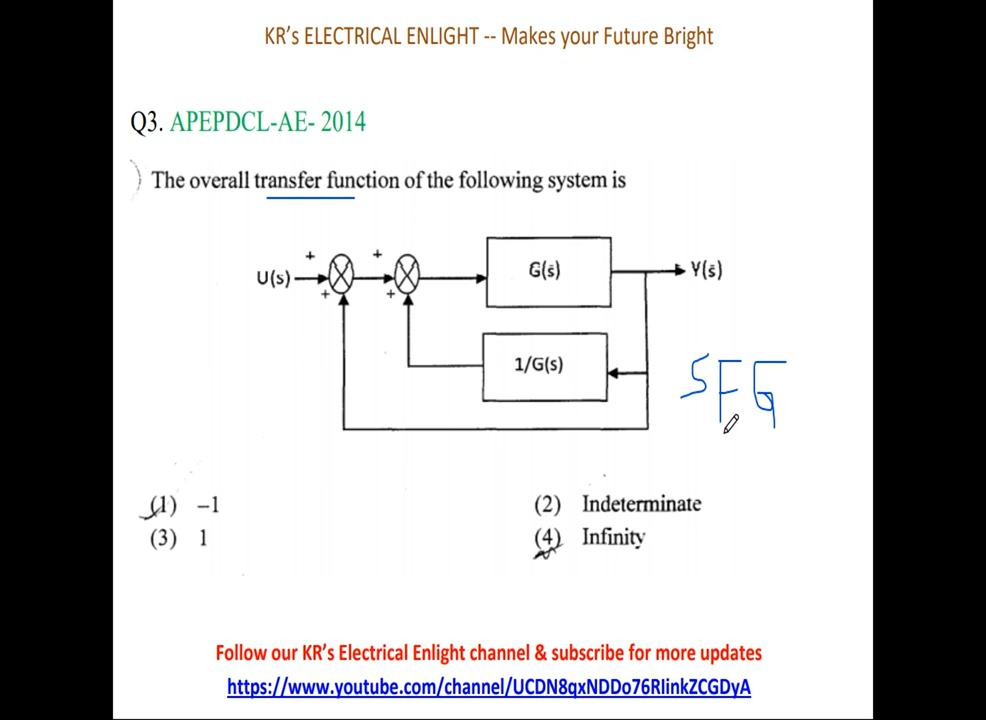 KR's ELECTRICAL ENLIGHT -- Makes your Future Bright
Q3. APEPDCL-AE- 2014
) The overall transfer function of the following system is
U(s)
+
+
+
+
G(s)
Y(s)
1/G(s)
SFG
(1) −1
(2) Indeterminate
(3) 1
(4) Infinity
Follow our KR's Electrical Enlight channel & subscribe for more updates
https://www.youtube.com/channel/UCDN8qxNDDo76RIinkZCGDyA